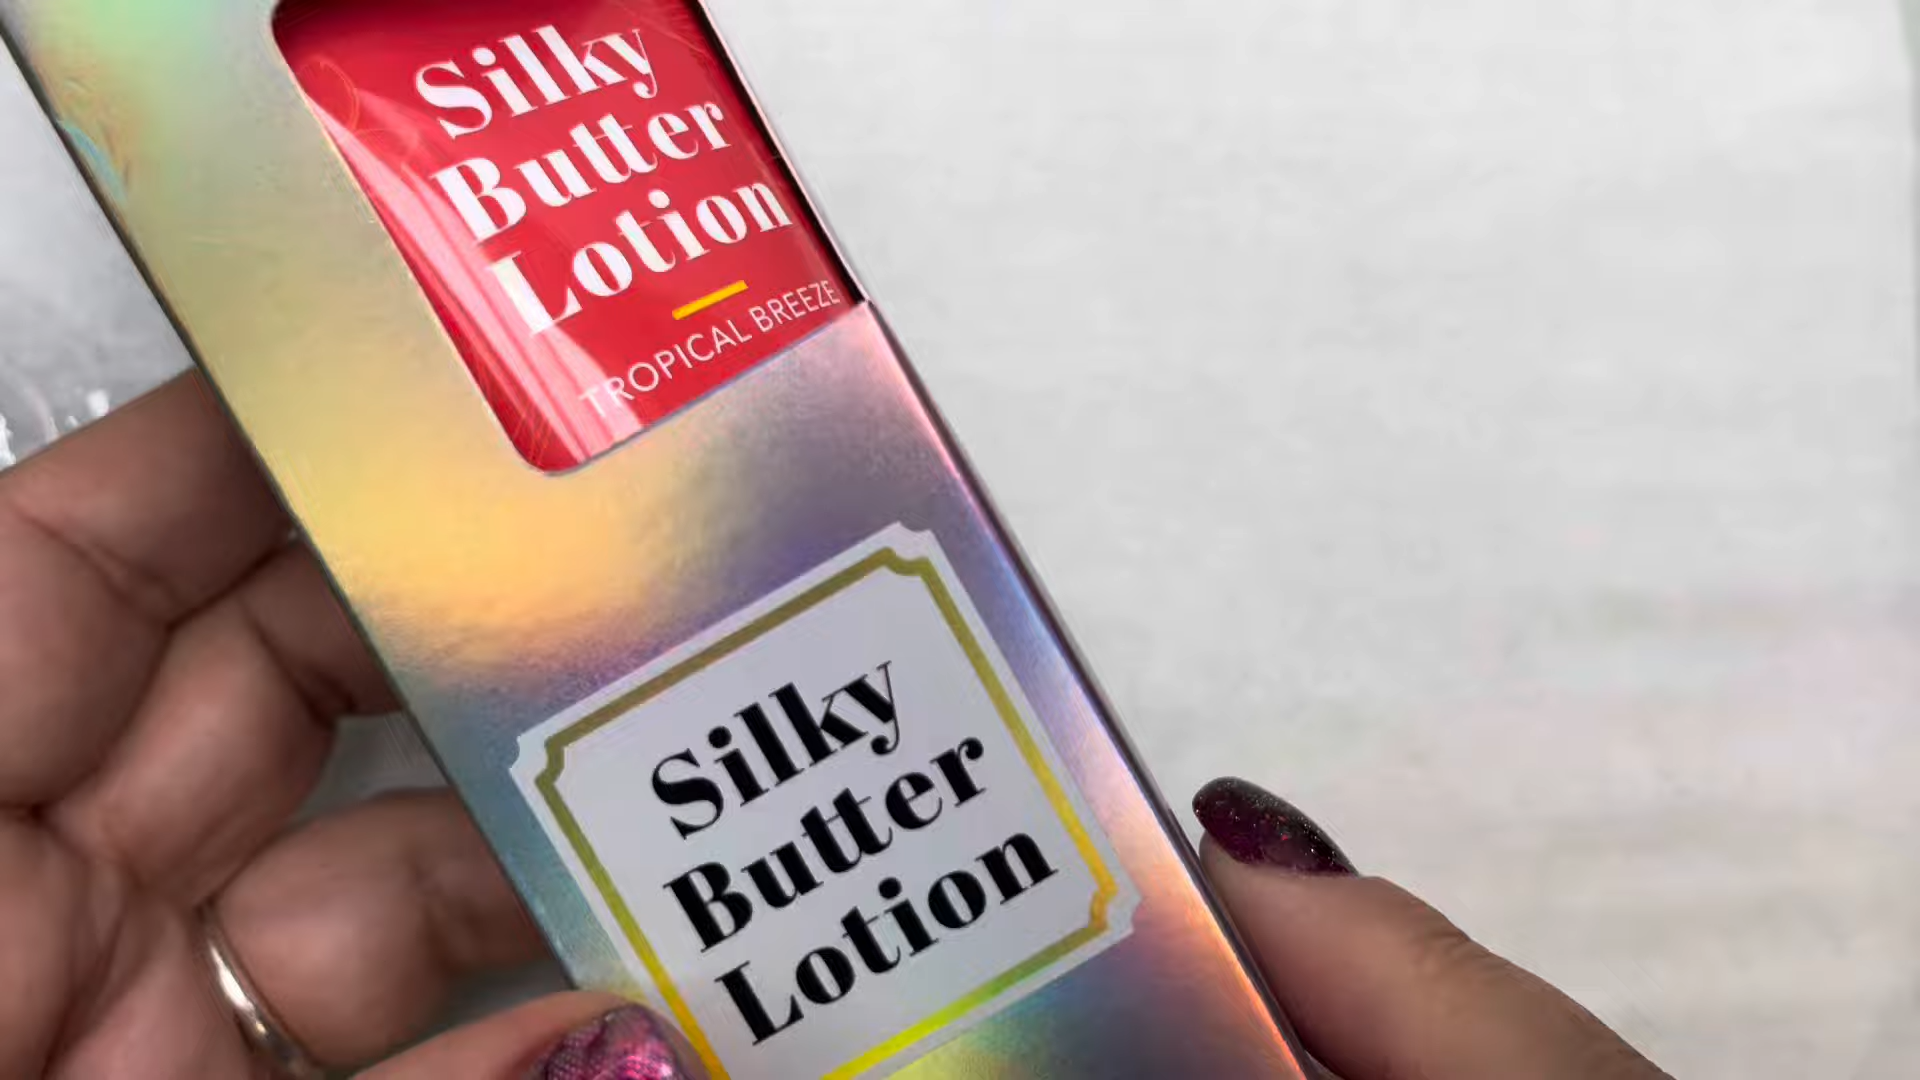 Silky
Butter
Lotion
TROPICAL BREEZE
Silky
Butter
Lotion